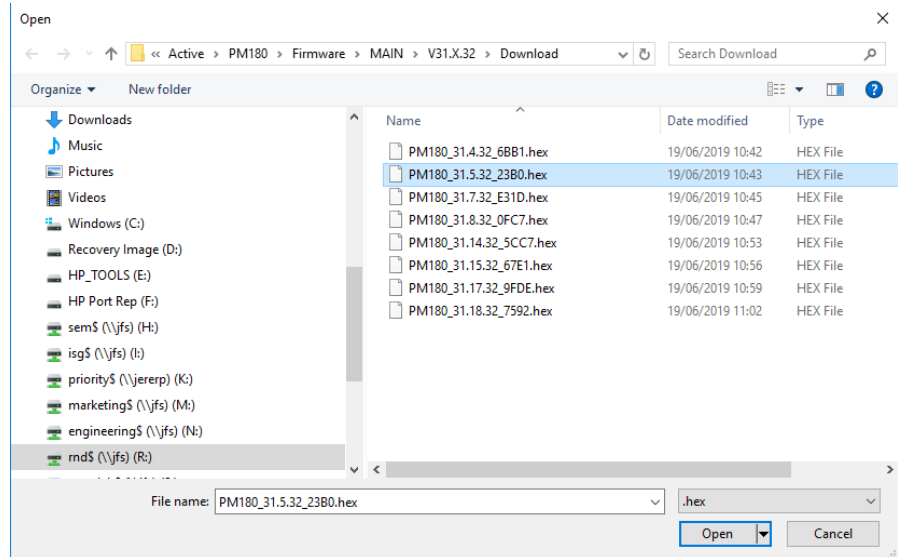 Open
« Active > PM180 > Firmware > MAIN > V31.X.32 > Download
Search Download
Organize
New folder
Downloads
Music
Pictures
Videos
Windows (C:)
Recovery Image (D:)
HP_TOOLS (E:)
HP Port Rep (F:)
sem$ (\\jfs) (H:)
isg$ (\\jfs) (I:)
priority$ (\\jererp) (K:)
marketing$ (\\jfs) (M:)
engineering$ (\\jfs) (N:)
rnd$ (\\jfs) (R:)
Name Date modified Type
PM180_31.4.32_6BB1.hex 19/06/2019 10:42 HEX File
PM180_31.5.32_23B0.hex 19/06/2019 10:43 HEX File
PM180_31.7.32_E31D.hex 19/06/2019 10:45 HEX File
PM180_31.8.32_0FC7.hex 19/06/2019 10:47 HEX File
PM180_31.14.32_5CC7.hex 19/06/2019 10:53 HEX File
PM180_31.15.32_67E1.hex 19/06/2019 10:56 HEX File
PM180_31.17.32_9FDE.hex 19/06/2019 10:59 HEX File
PM180_31.18.32_7592.hex 19/06/2019 11:02 HEX File
File name: PM180_31.5.32_23B0.hex
.hex
Open
Cancel